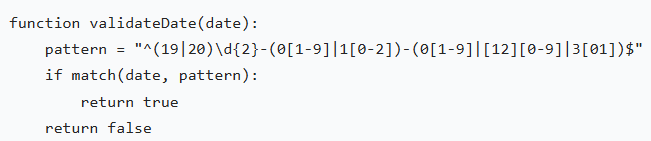 function validateDate(date):
    pattern = "^(19|20)\d{2}-(0[1-9]|1[0-2])-(0[1-9]|[12][0-9]|3[01])$"
    if match(date, pattern):
        return true
    return false